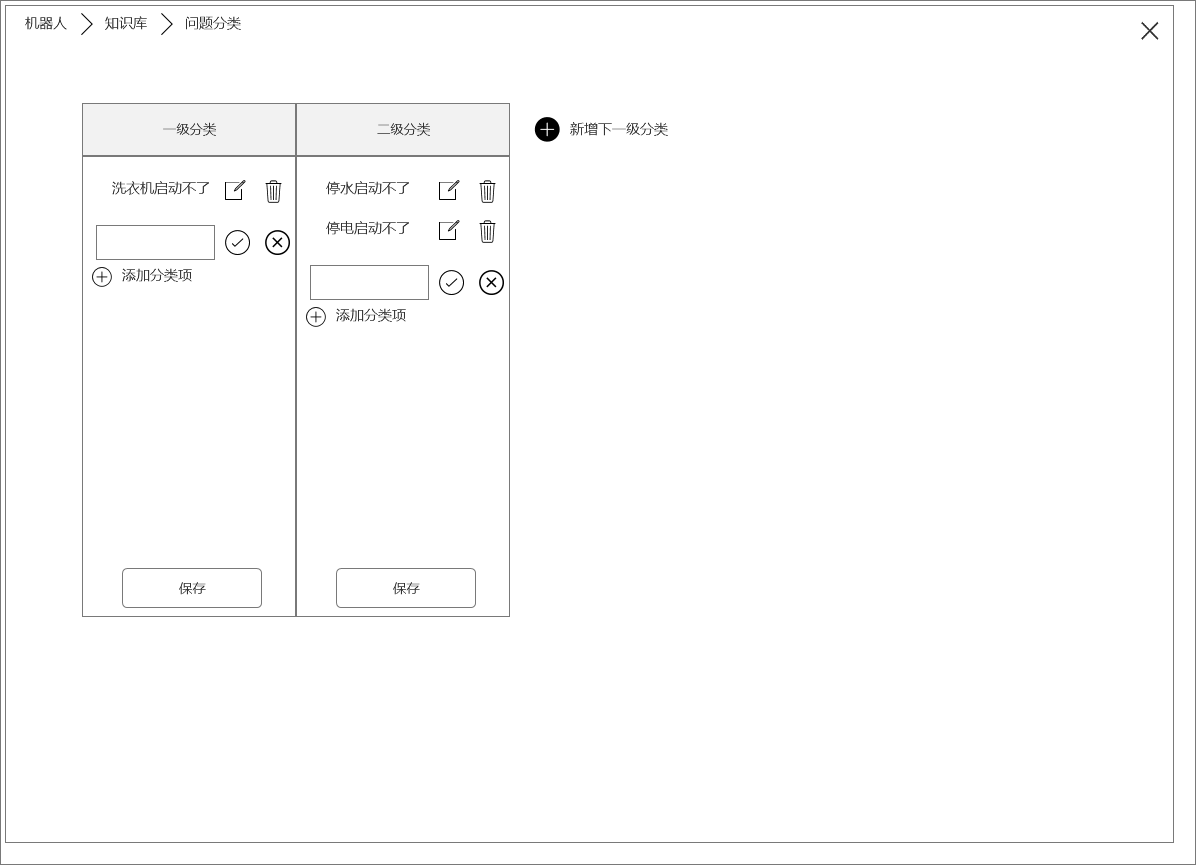 机器人 知识库 问题分类
一级分类 二级分类 新增下一级分类
洗衣机启动不了 停水启动不了
停电启动不了
添加分类项
添加分类项
保存 保存